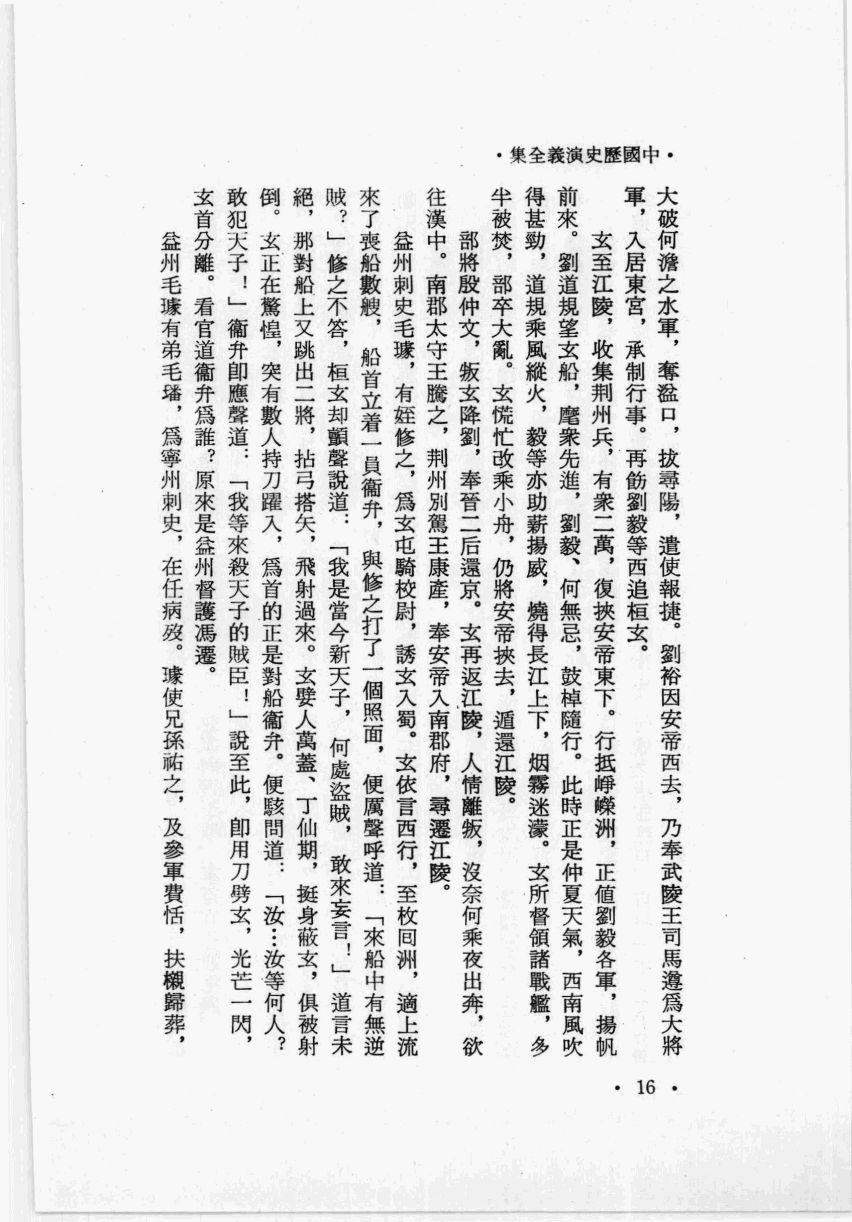 ·中國歷史演義全集·
大破何澹之水軍，奪湓口，拔尋陽，遣使報捷。劉裕因安帝西去，乃奉武陵王司馬遵爲大將
軍，入居東宮，承制行事。再飭劉毅等西追桓玄。
玄至江陵，收集荆州兵，有衆二萬，復挾安帝東下。行抵崢嶸洲，正值劉毅各軍，揚帆
前來。劉道規望玄船，麾衆先進，劉毅、何無忌，鼓棹隨行。此時正是仲夏天氣，西南風吹
得甚勁，道規乘風縱火，毅等亦助薪揚威，燒得長江上下，烟霧迷濛。玄所督領諸戰艦，多
半被焚，部卒大亂。玄慌忙改乘小舟，仍將安帝挾去，遁還江陵。
部將殷仲文，叛玄降劉，奉晉二后還京。玄再返江陵，人情離叛，沒奈何乘夜出奔，欲
往漢中。南郡太守王騰之，荆州別駕王康產，奉安帝入南郡府，尋遷江陵。
益州刺史毛璩，有姪修之，爲玄屯騎校尉，誘玄入蜀。玄依言西行，至枚回洲，適上流
來了喪船數艘，船首立着一員衞弁，與修之打了一個照面，便厲聲呼道：「來船中有無逆
賊？」修之不答，桓玄却顫聲說道：「我是當今新天子，何處盜賊，敢來妄言！」道言未
絕，那對船上又跳出二將，拈弓搭矢，飛射過來。玄嬖人萬蓋、丁仙期，挺身蔽玄，俱被射
倒。玄正在驚惶，突有數人持刀躍入，爲首的正是對船衞弁。便駭問道：「汝…汝等何人？
敢犯天子！」衞弁卽應聲道：「我等來殺天子的賊臣！」說至此，卽用刀劈玄，光芒一閃，
玄首分離。看官道衞弁爲誰？原來是益州督護馮遷。
益州毛璩有弟毛璠，爲寧州刺史，在任病歿。璩使兄孫祐之，及參軍費恬，扶櫬歸葬，
·16·